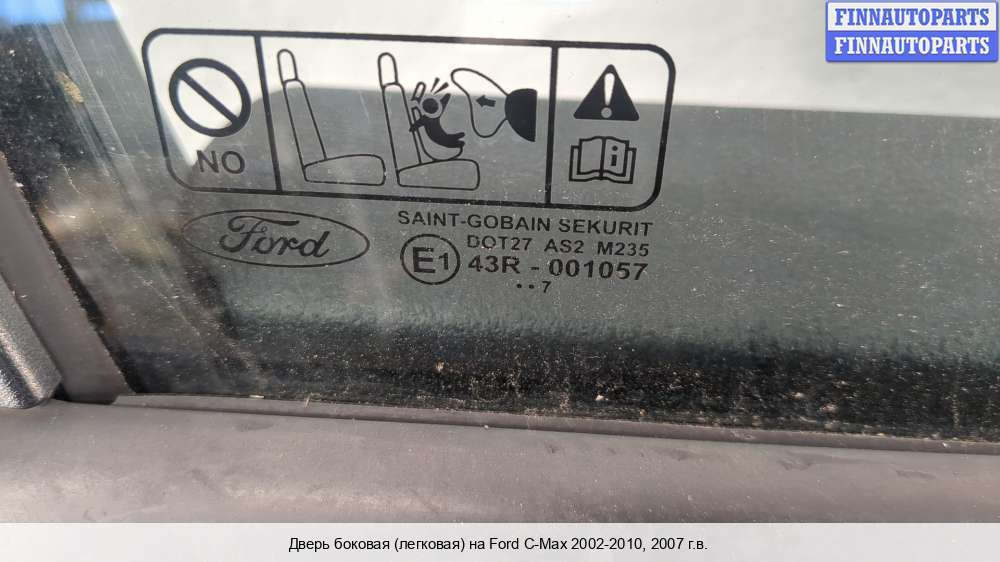 FINNAUTOPARTS
FINNAUTOPARTS
NO
i
Ford
SAINT-GOBAIN SEKURIT
DOT27 AS2 M235
E1 43R - 001057
•• 7
Дверь боковая (легковая) на Ford C-Max 2002-2010, 2007 г.в.